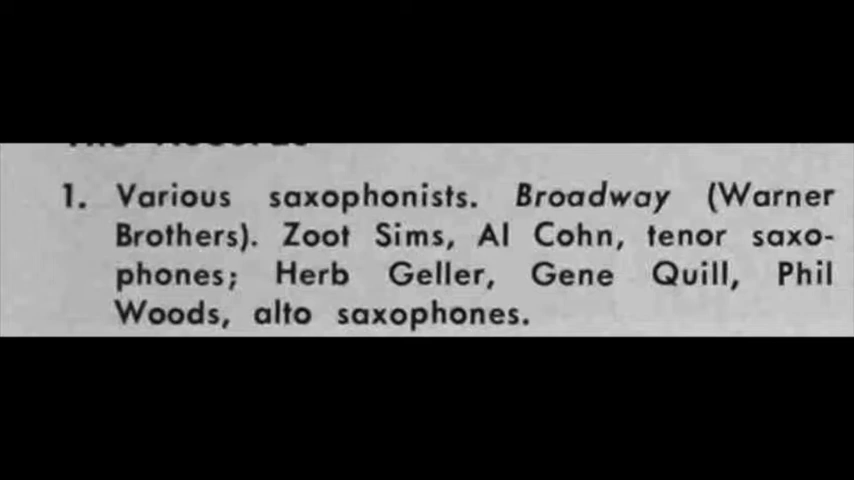 1. Various saxophonists. Broadway (Warner
Brothers). Zoot Sims, Al Cohn, tenor saxo-
phones; Herb Geller, Gene Quill, Phil
Woods, alto saxophones.